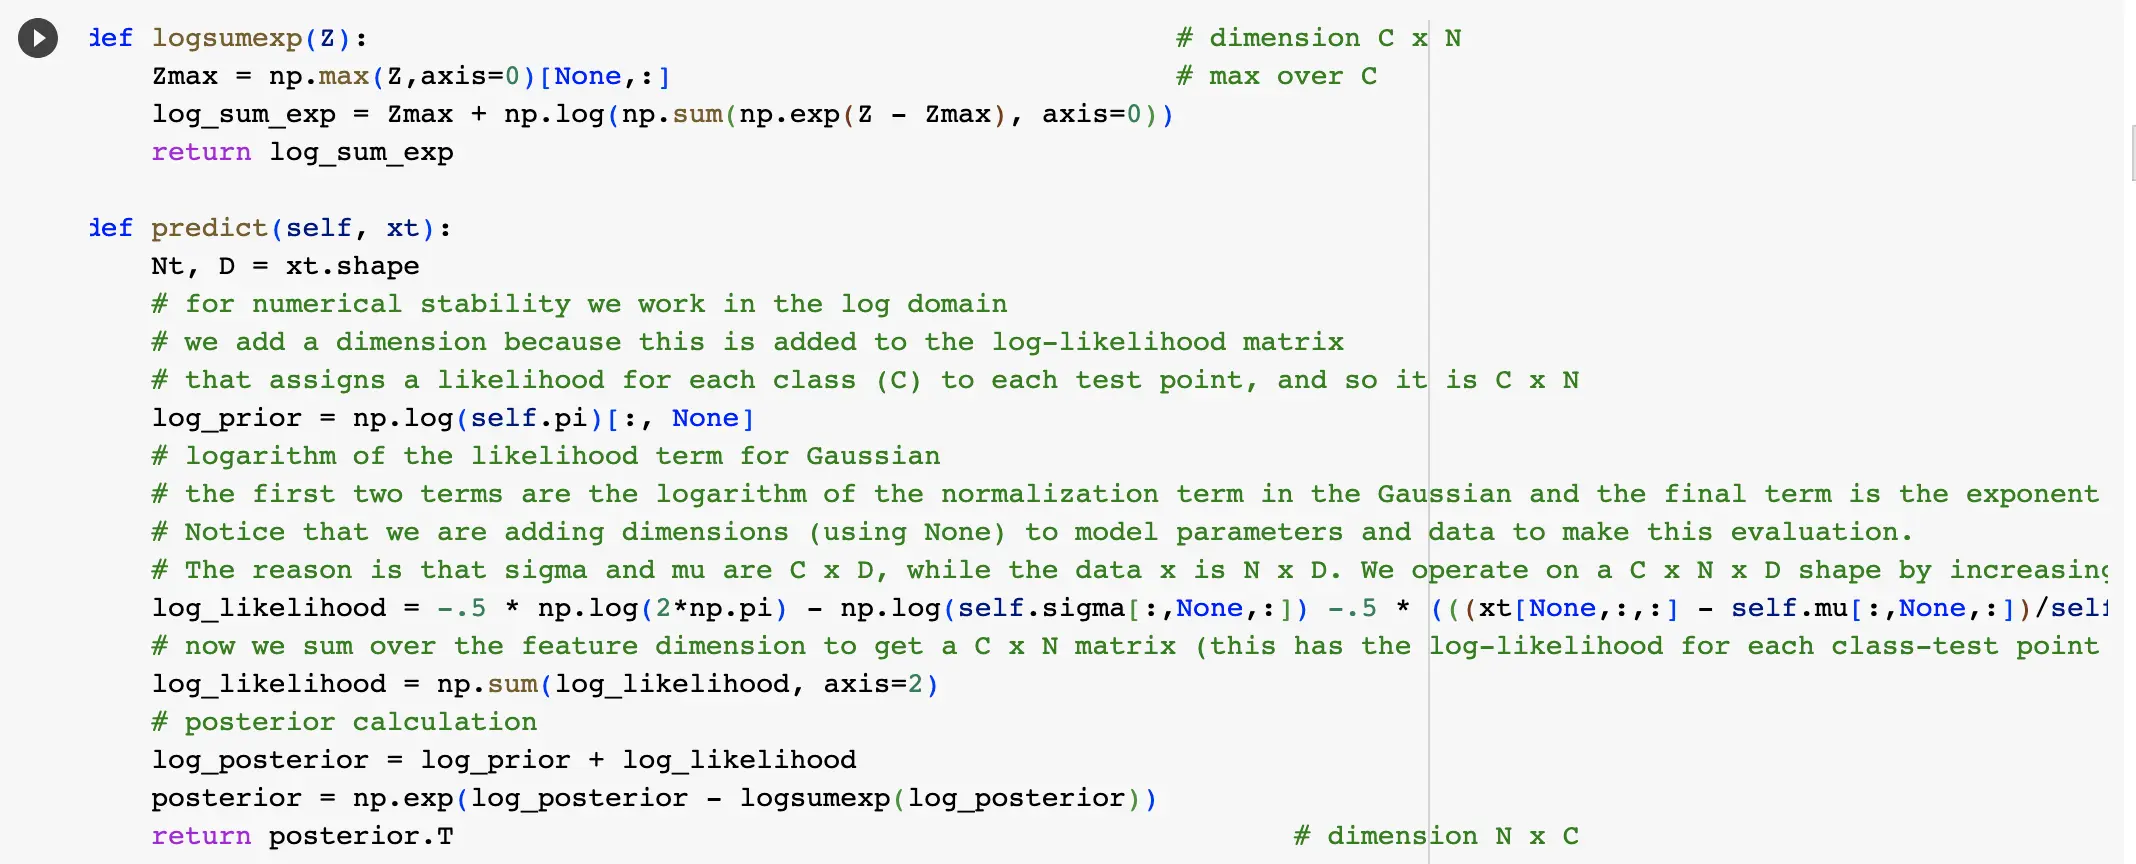 def logsumexp(Z):                                                # dimension C x N
    Zmax = np.max(Z,axis=0)[None,:]                              # max over C
    log_sum_exp = Zmax + np.log(np.sum(np.exp(Z - Zmax), axis=0))
    return log_sum_exp

def predict(self, xt):
    Nt, D = xt.shape
    # for numerical stability we work in the log domain
    # we add a dimension because this is added to the log-likelihood matrix
    # that assigns a likelihood for each class (C) to each test point, and so it is C x N
    log_prior = np.log(self.pi)[:, None]
    # logarithm of the likelihood term for Gaussian
    # the first two terms are the logarithm of the normalization term in the Gaussian and the final term is the exponent
    # Notice that we are adding dimensions (using None) to model parameters and data to make this evaluation.
    # The reason is that sigma and mu are C x D, while the data x is N x D. We operate on a C x N x D shape by increasing
    log_likelihood = -.5 * np.log(2*np.pi) - np.log(self.sigma[:,None,:]) -.5 * (((xt[None,:,:] - self.mu[:,None,:])/self
    # now we sum over the feature dimension to get a C x N matrix (this has the log-likelihood for each class-test point
    log_likelihood = np.sum(log_likelihood, axis=2)
    # posterior calculation
    log_posterior = log_prior + log_likelihood
    posterior = np.exp(log_posterior - logsumexp(log_posterior))
    return posterior.T                                                  # dimension N x C